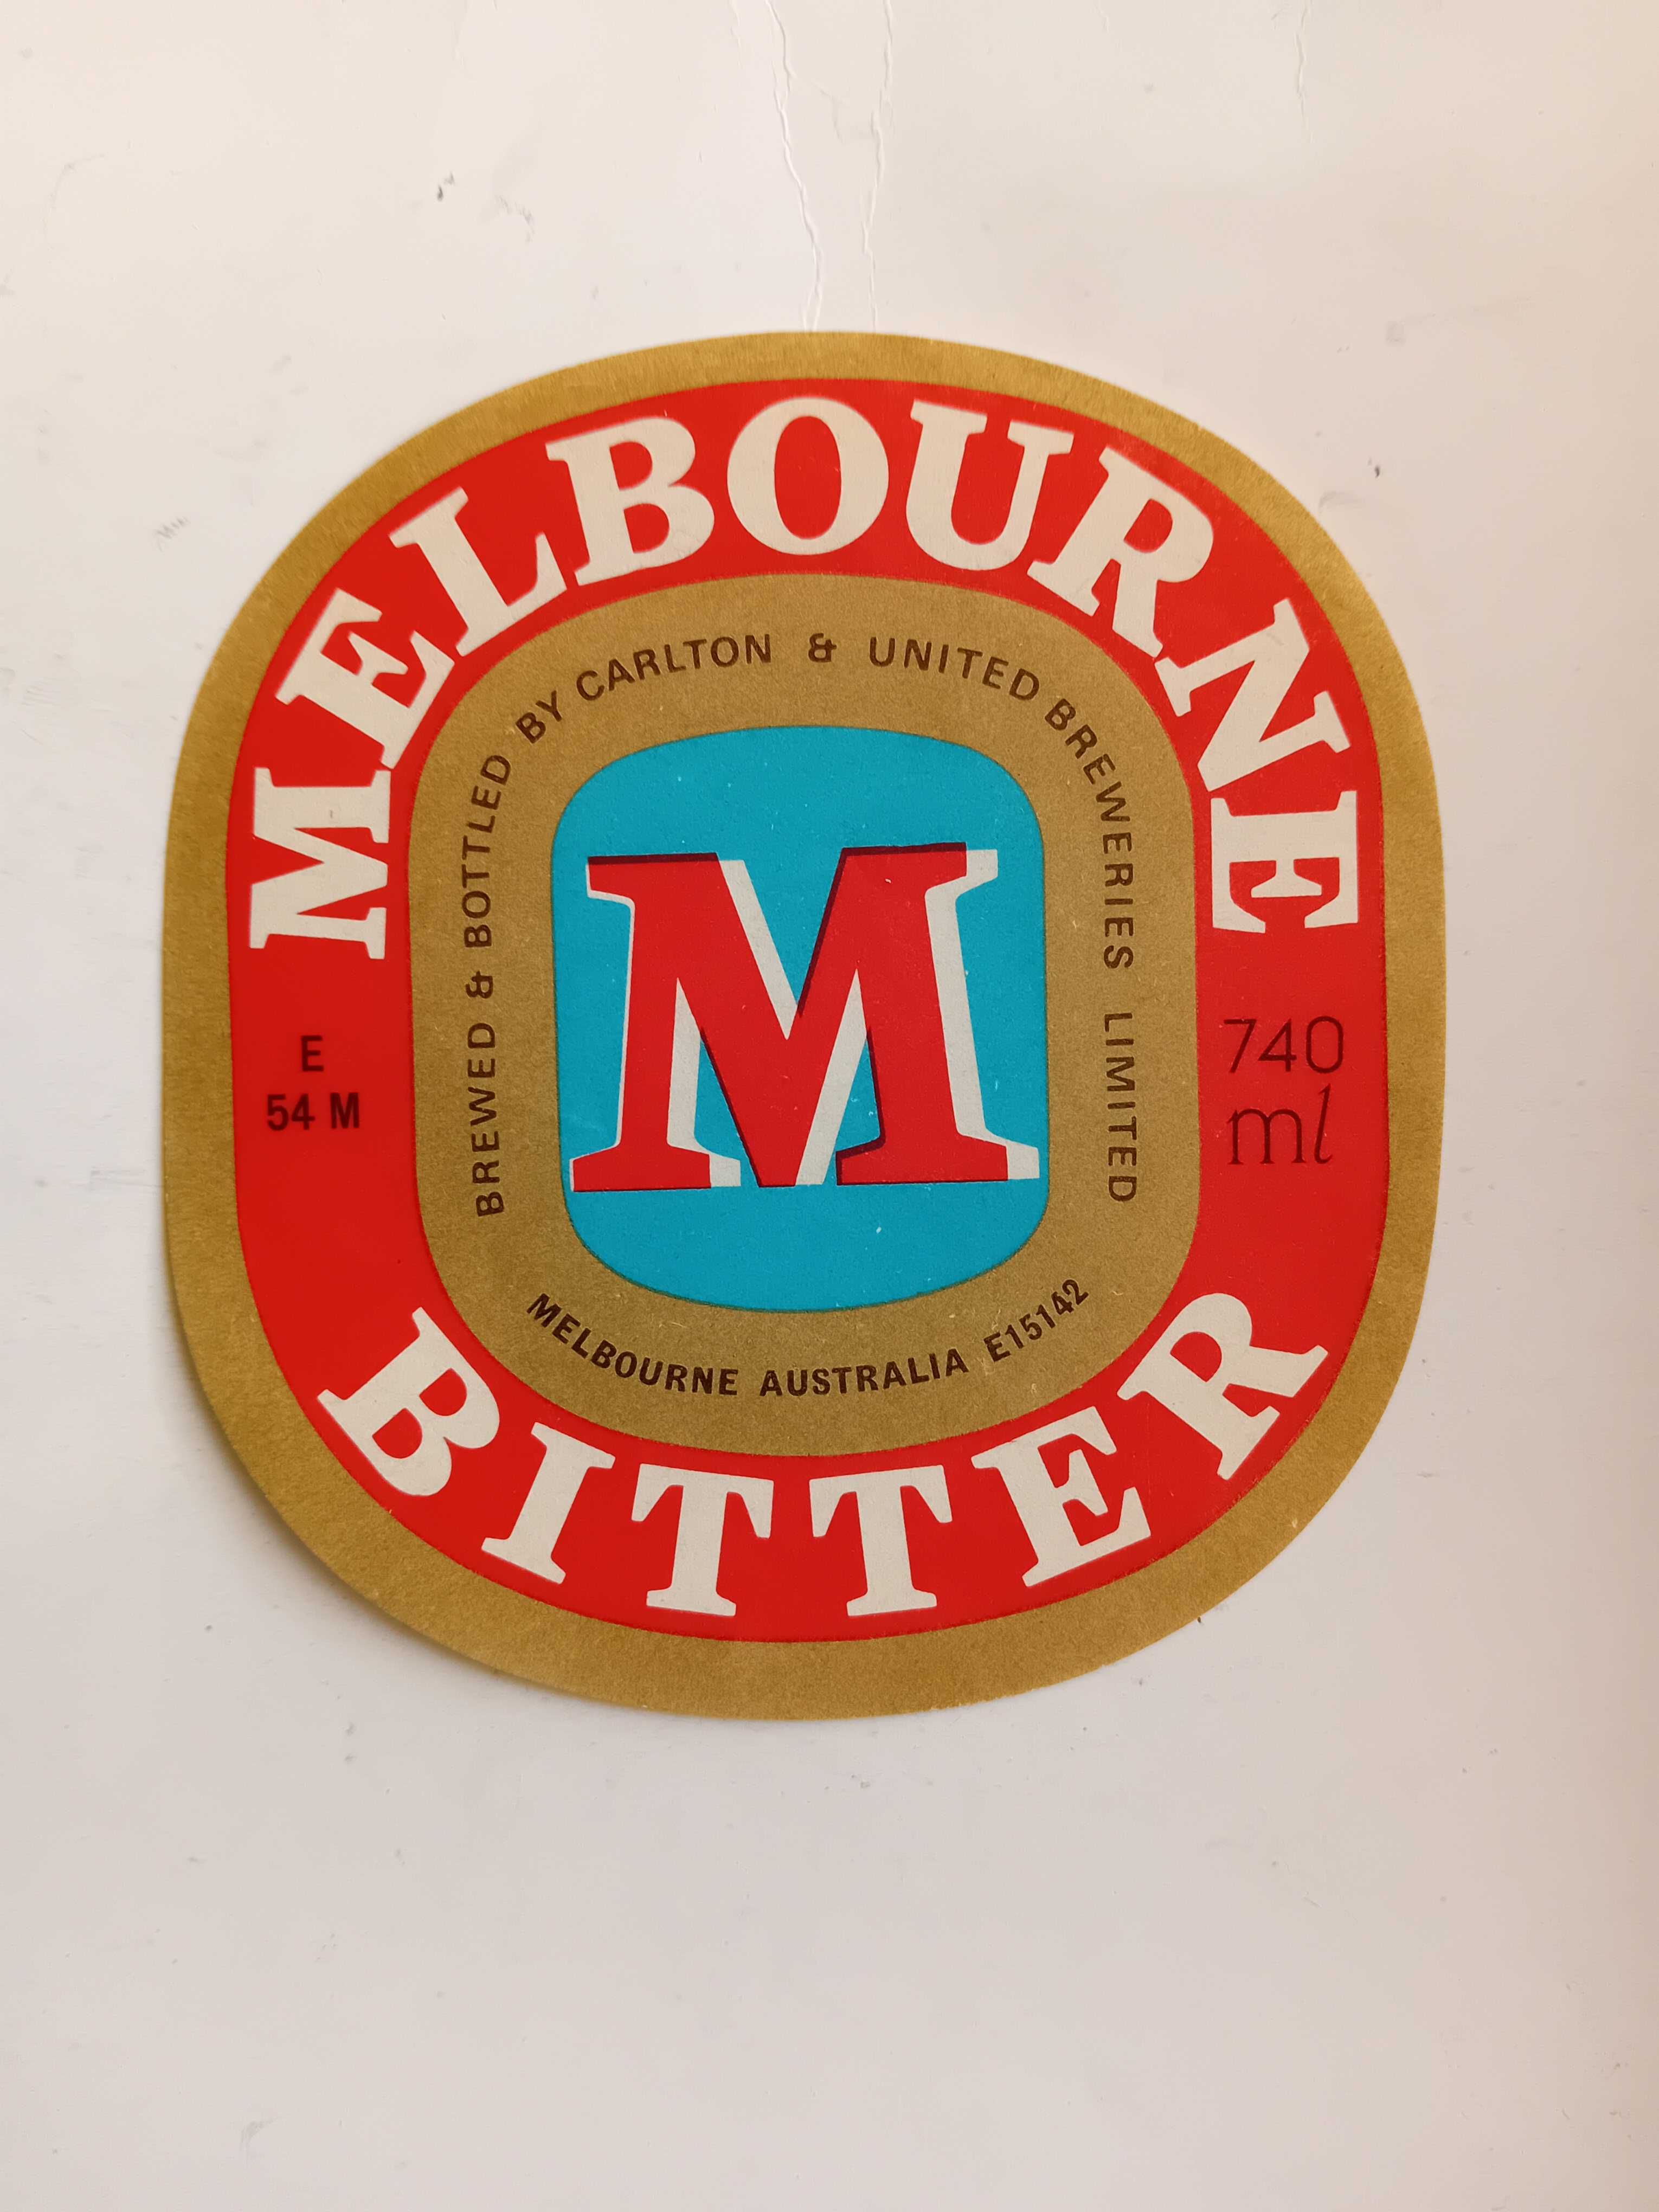 MELBOURNE
BREWED & BOTTLED BY CARLTON & UNITED BREWERIES LIMITED
M
E
54 M
740
ml
MELBOURNE AUSTRALIA E15142
BITTER